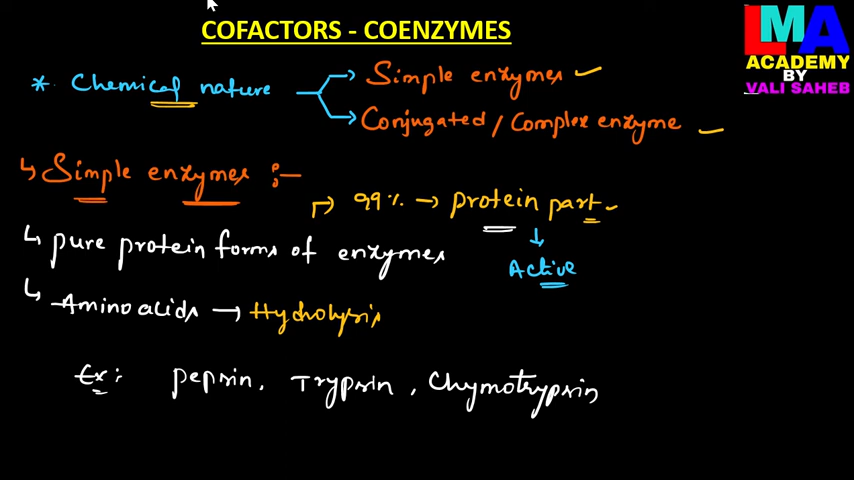 COFACTORS - COENZYMES
LMA
ACADEMY
BY
VALI SAHEB
* Chemical nature
Simple enzymes
Conjugated / Complex enzyme
Simple enzymes :-
99% → protein part
Active
pure protein forms of enzymes
Amino acids → Hydrolysis
Ex: pepsin, Trypsin, Chymotrypsin